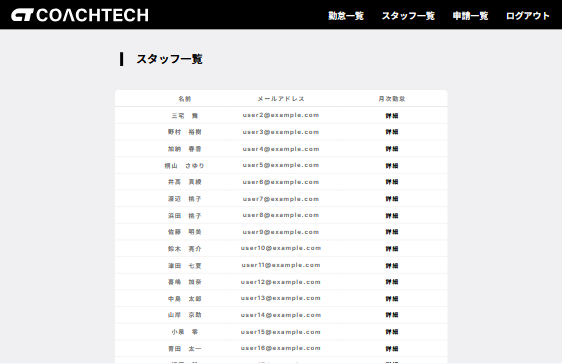 COACHTECH
勤怠一覧 スタッフ一覧 申請一覧 ログアウト
スタッフ一覧
名前 メールアドレス 月次勤怠
三宅 舞 user2@example.com 詳細
野村 裕樹 user3@example.com 詳細
加納 春香 user4@example.com 詳細
桐山 さゆり user5@example.com 詳細
井高 真綾 user6@example.com 詳細
渡辺 桃子 user7@example.com 詳細
浜田 桃子 user8@example.com 詳細
佐藤 明美 user9@example.com 詳細
鈴木 亮介 user10@example.com 詳細
津田 七夏 user11@example.com 詳細
喜嶋 加奈 user12@example.com 詳細
中島 太郎 user13@example.com 詳細
山岸 京助 user14@example.com 詳細
小泉 零 user15@example.com 詳細
青田 太一 user16@example.com 詳細